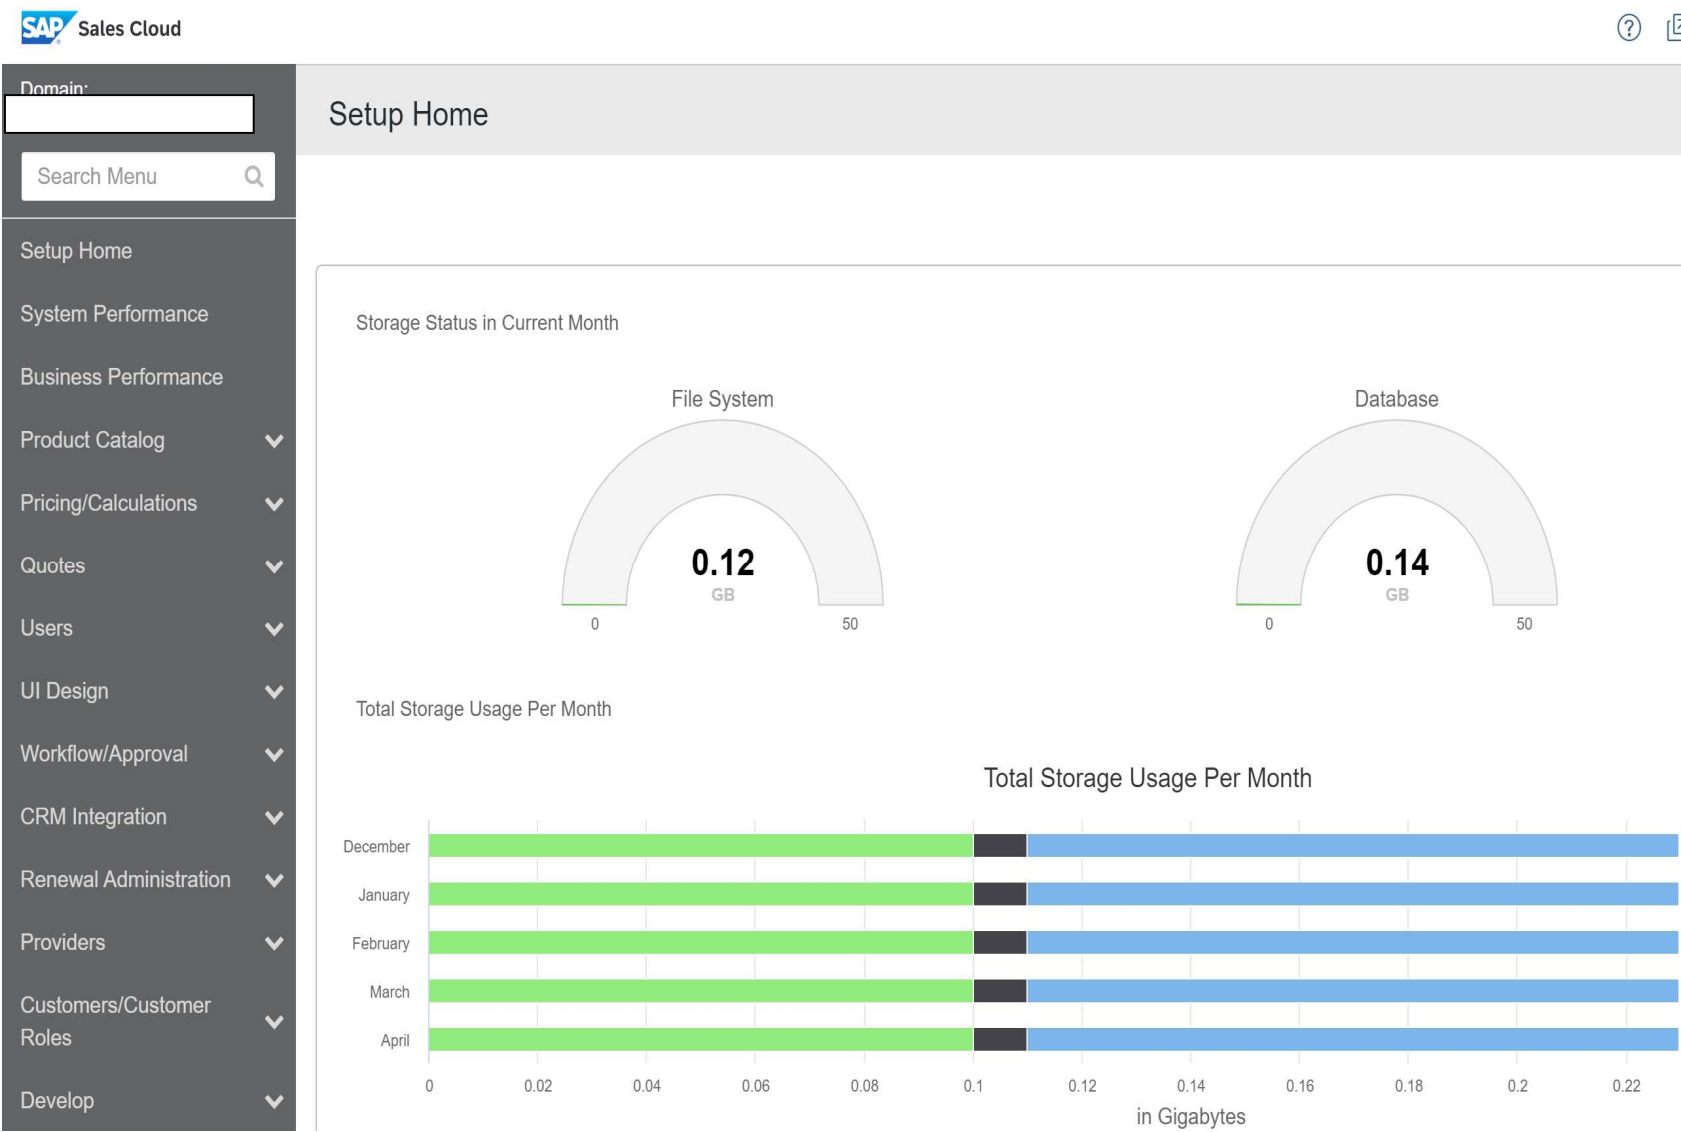 SAP Sales Cloud
Domain:
Search Menu
Setup Home
System Performance
Business Performance
Product Catalog
Pricing/Calculations
Quotes
Users
UI Design
Workflow/Approval
CRM Integration
Renewal Administration
Providers
Customers/Customer
Roles
Develop
Setup Home
Storage Status in Current Month
File System
0.12
GB
0 50
Database
0.14
GB
0 50
Total Storage Usage Per Month
Total Storage Usage Per Month
December
January
February
March
April
0 0.02 0.04 0.06 0.08 0.1 0.12 0.14 0.16 0.18 0.2 0.22
in Gigabytes